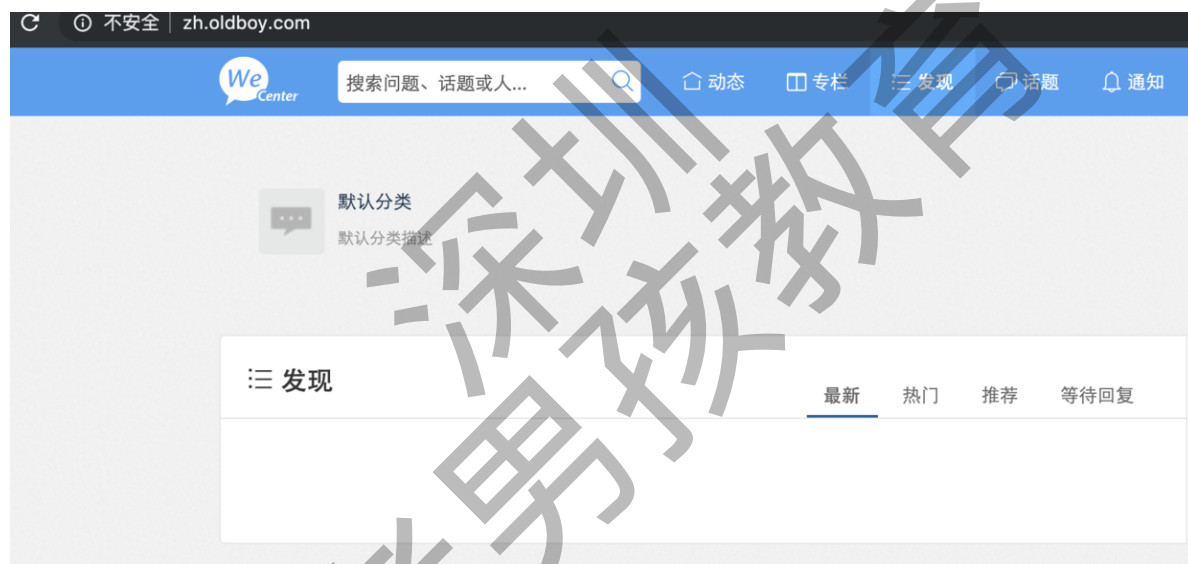 不安全 zh.oldboy.com
We Center 搜索问题、话题或人... 动态 专栏 发现 话题 通知
默认分类
默认分类描述
发现 最新 热门 推荐 等待回复
深圳
男孩教育